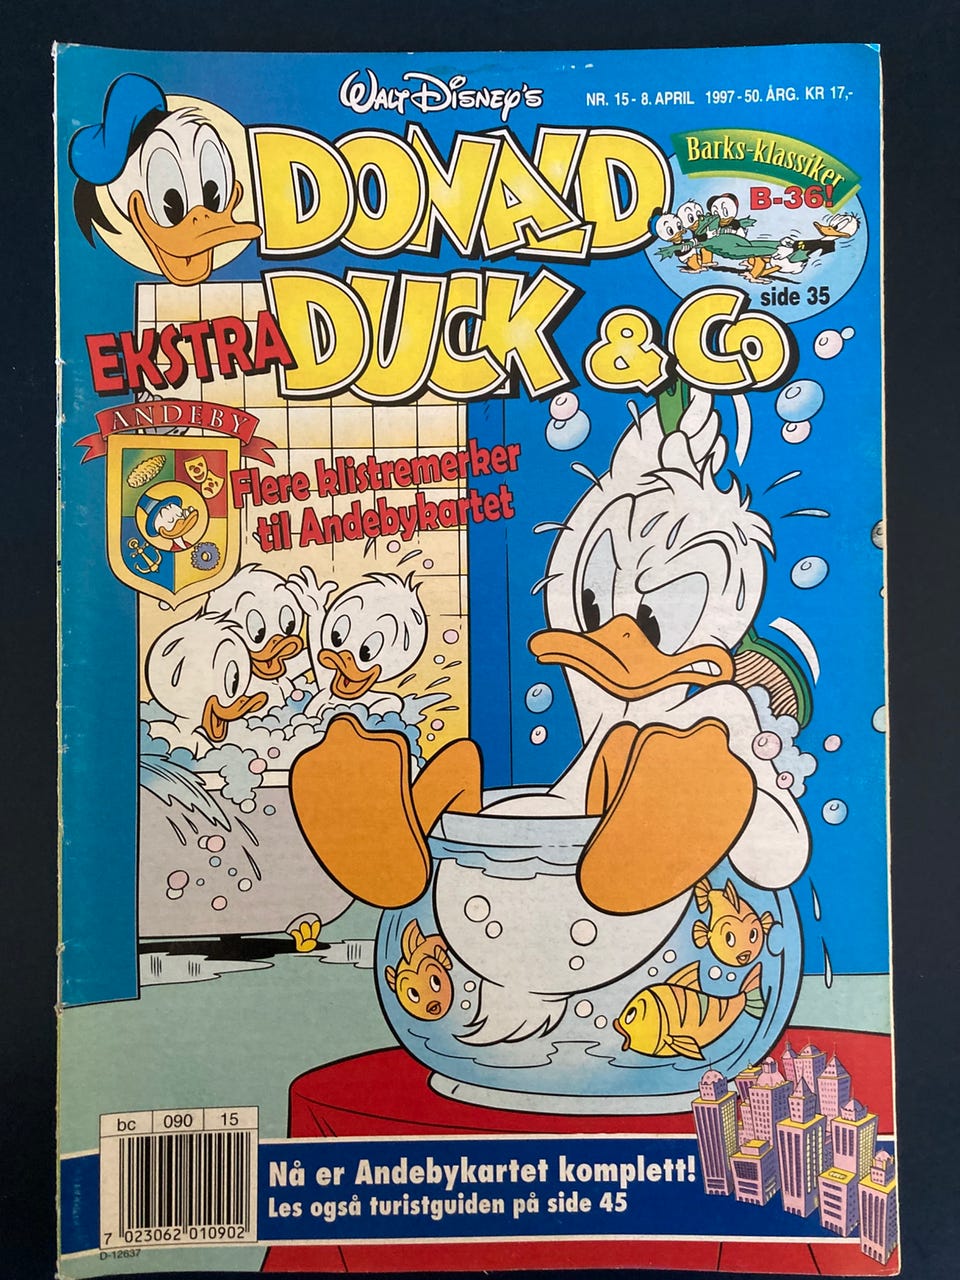 WALT DISNEY'S
NR. 15 - 8. APRIL 1997 - 50. ÅRG. KR 17,-
DONALD
DUCK & Co
Barks-klassiker
B-36!
side 35
EKSTRA
ANDEBY
Flere klistremerker
til Andebykartet
bc 090 15
7 023062 010902
D-12637
Nå er Andebykartet komplett!
Les også turistguiden på side 45